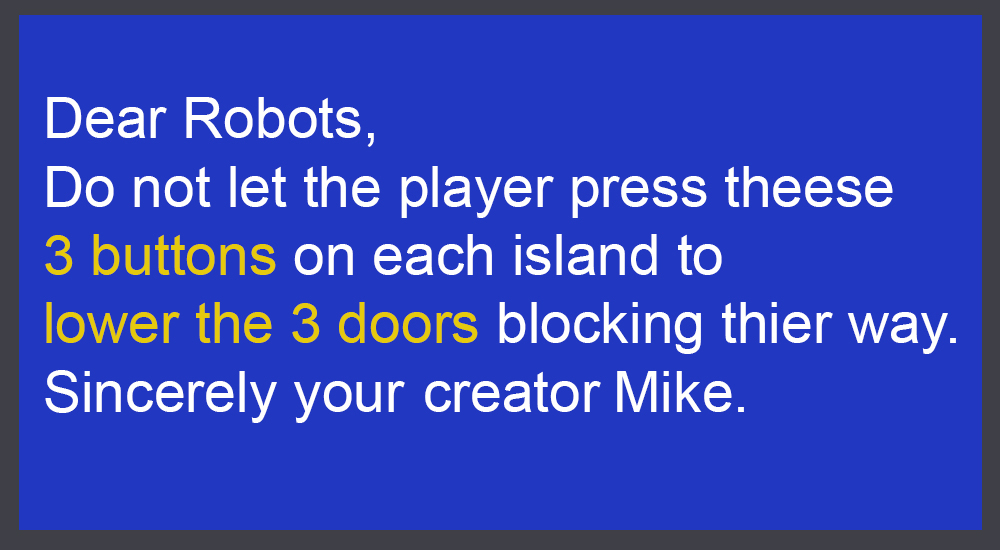 Dear Robots,
Do not let the player press theese
3 buttons on each island to
lower the 3 doors blocking thier way.
Sincerely your creator Mike.